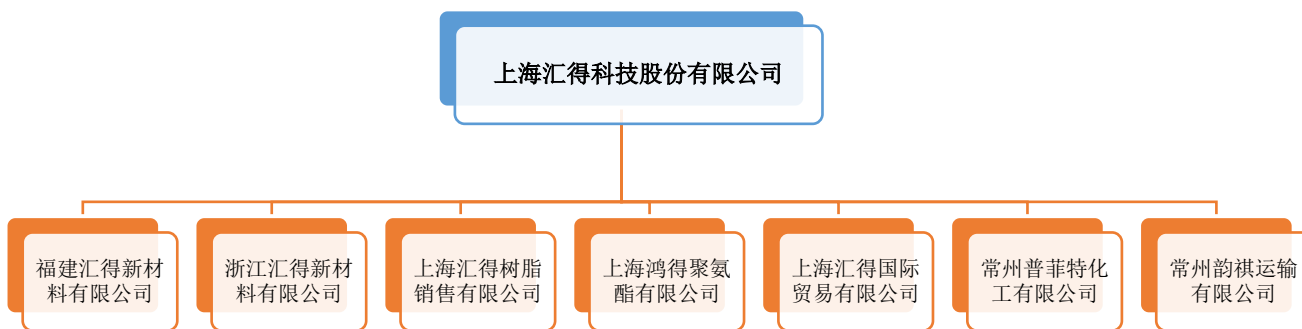 上海汇得科技股份有限公司
福建汇得新材
料有限公司
浙江汇得新材
料有限公司
上海汇得树脂
销售有限公司
上海鸿得聚氨
酯有限公司
上海汇得国际
贸易有限公司
常州普菲特化
工有限公司
常州韵祺运输
有限公司